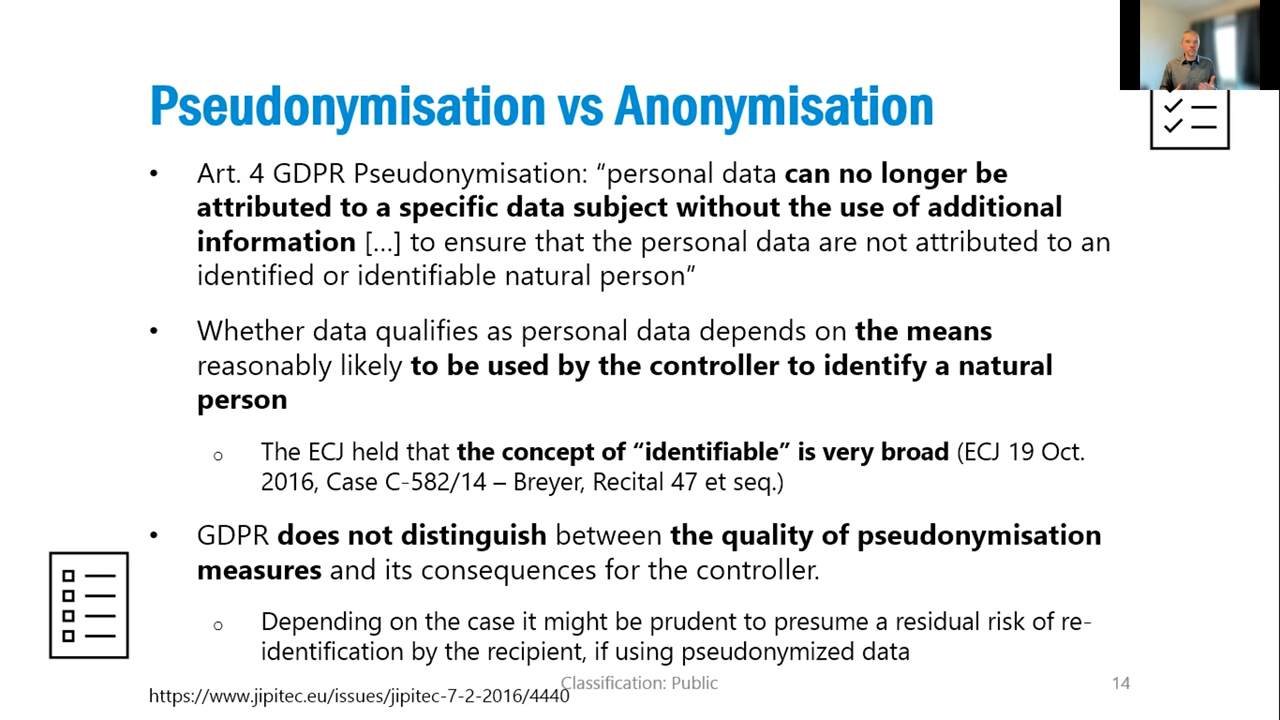 Pseudonymisation vs Anonymisation
• Art. 4 GDPR Pseudonymisation: “personal data can no longer be
attributed to a specific data subject without the use of additional
information [...] to ensure that the personal data are not attributed to an
identified or identifiable natural person”
• Whether data qualifies as personal data depends on the means
reasonably likely to be used by the controller to identify a natural
person
o The ECJ held that the concept of “identifiable” is very broad (ECJ 19 Oct.
2016, Case C-582/14 – Breyer, Recital 47 et seq.)
• GDPR does not distinguish between the quality of pseudonymisation
measures and its consequences for the controller.
o Depending on the case it might be prudent to presume a residual risk of re-
identification by the recipient, if using pseudonymized data
Classification: Public
14
https://www.jipitec.eu/issues/jipitec-7-2-2016/4440